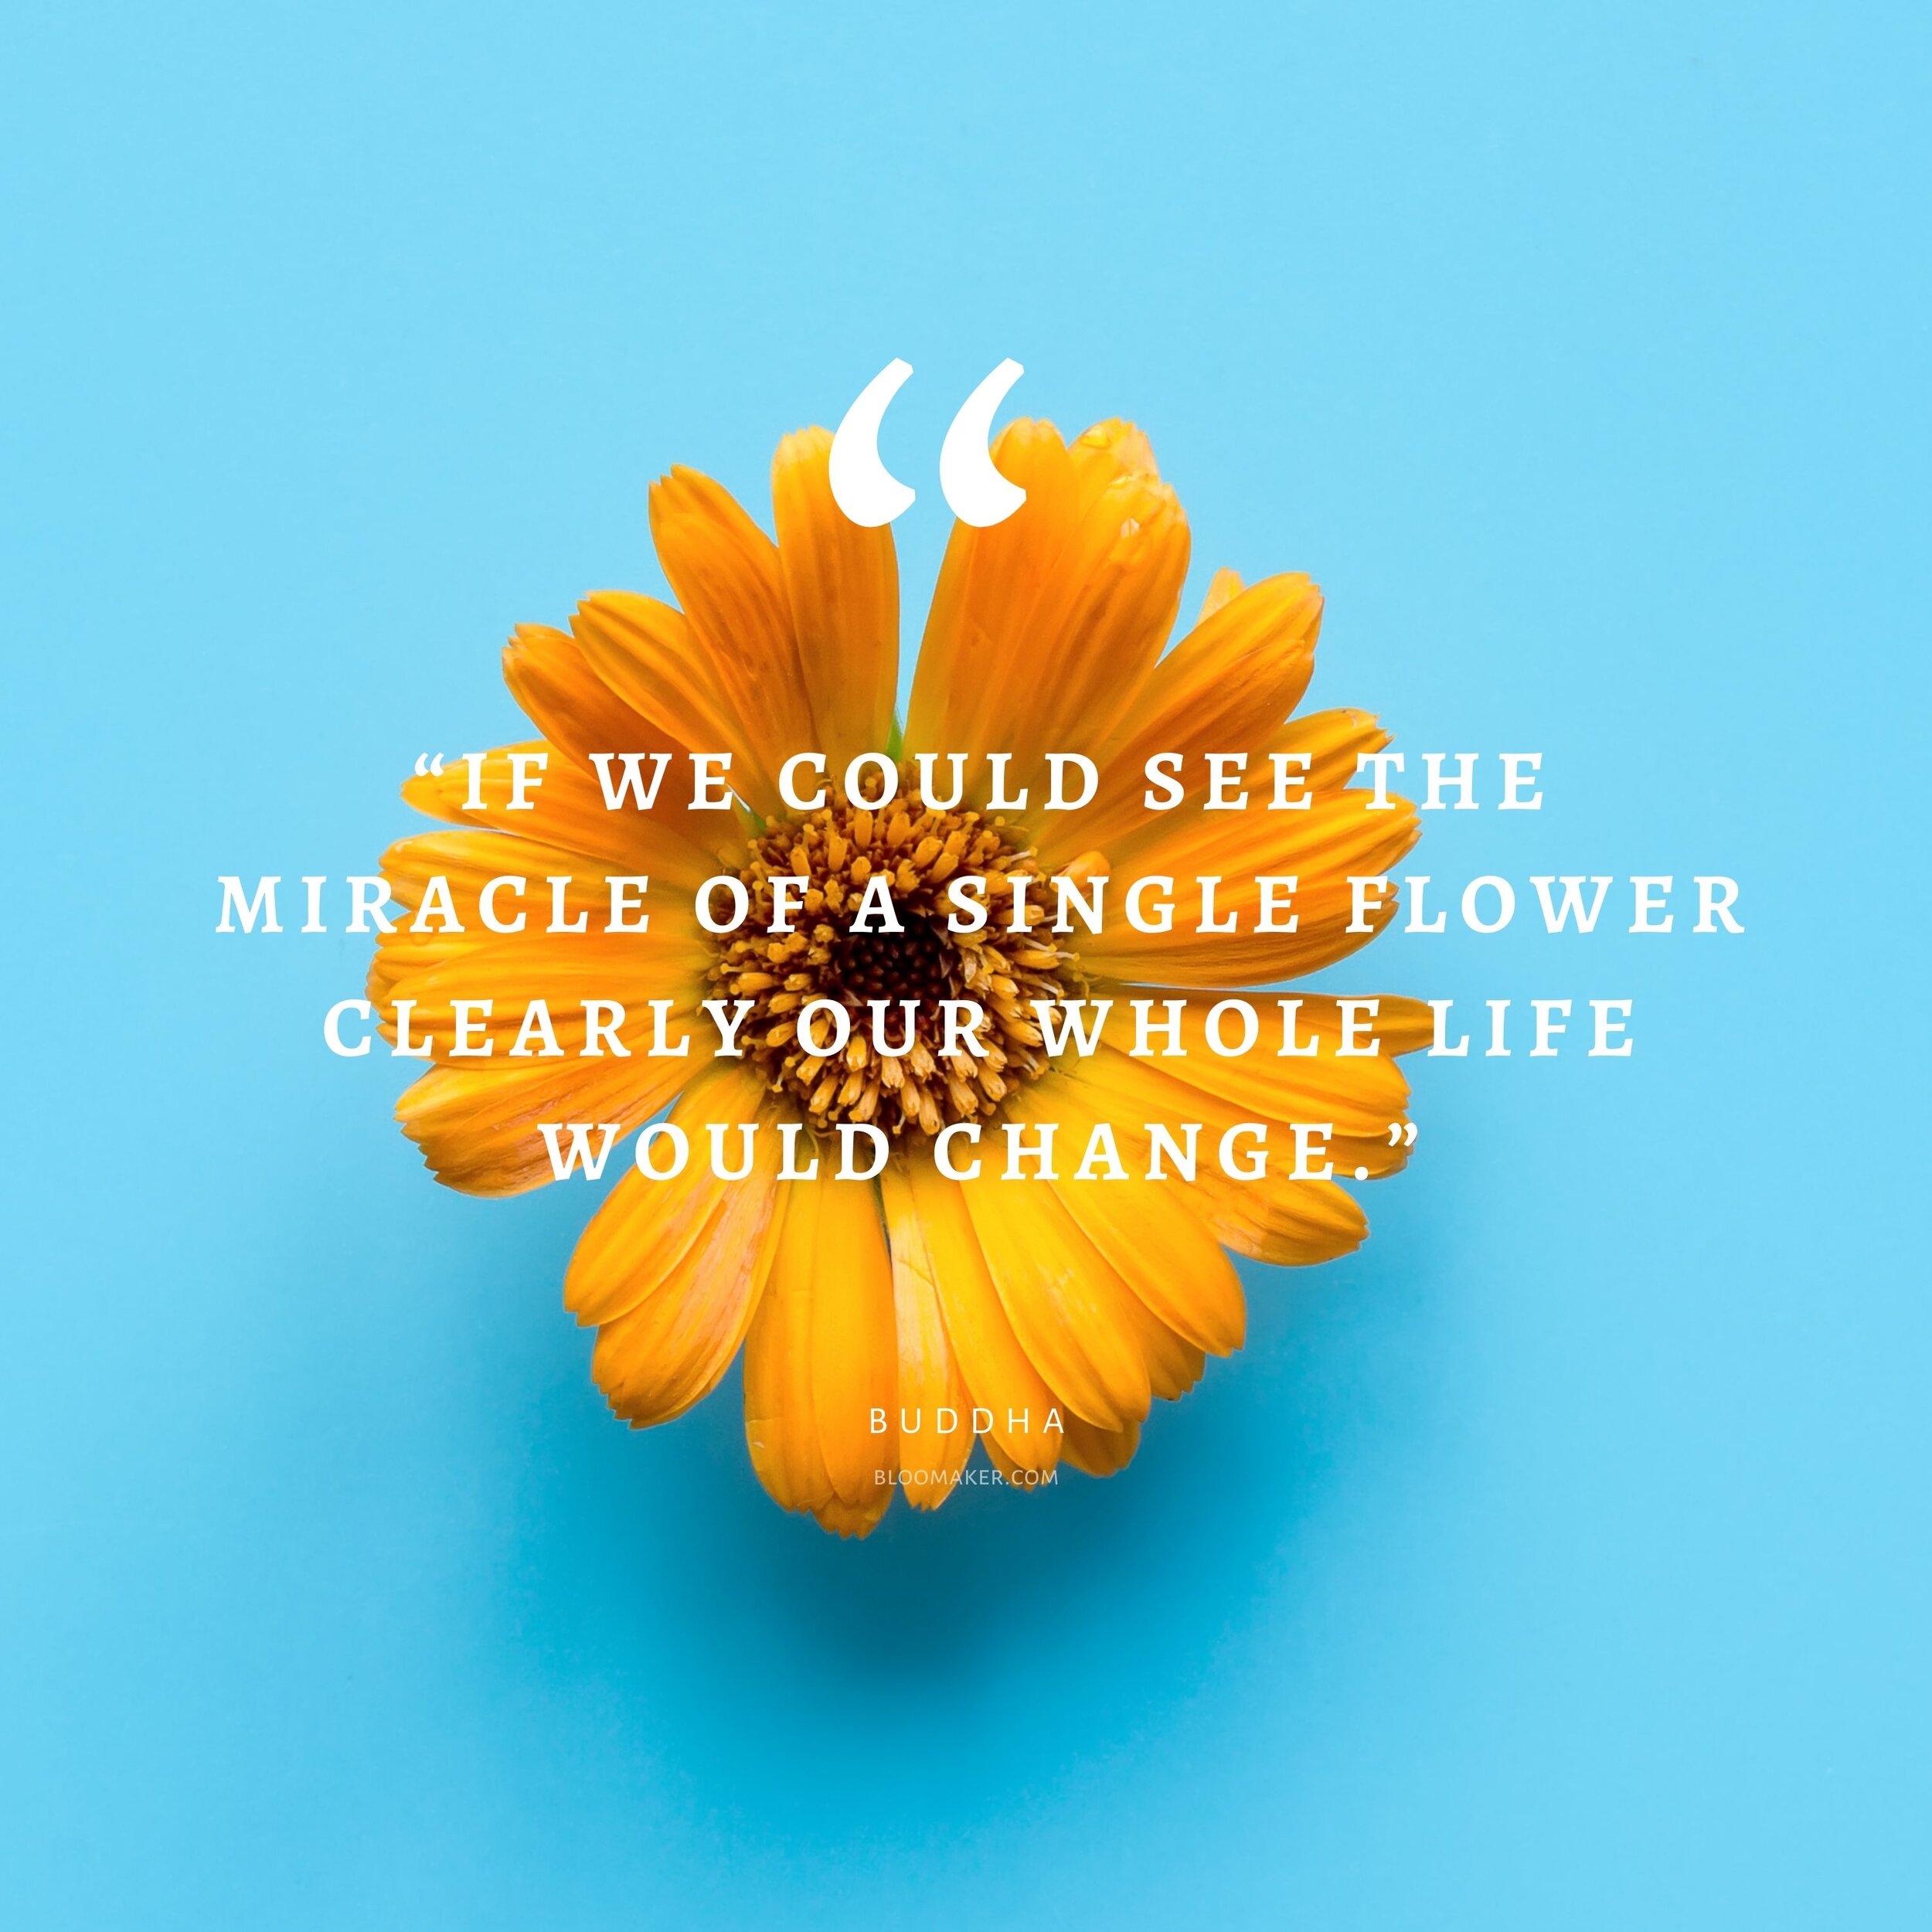 “
“IF WE COULD SEE THE
MIRACLE OF A SINGLE FLOWER
CLEARLY OUR WHOLE LIFE
WOULD CHANGE.”
BUDDHA
BLOOMAKER.COM